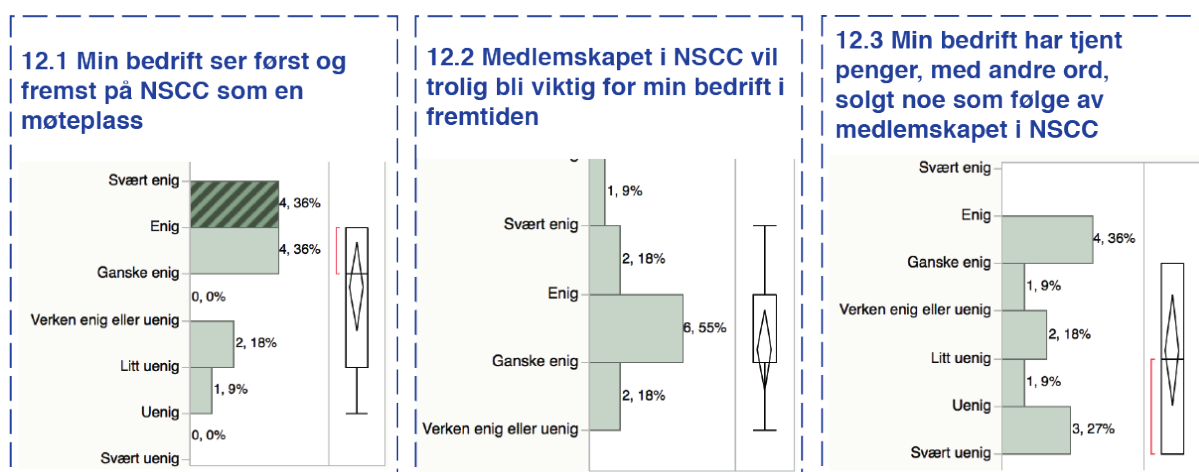 12.1 Min bedrift ser først og
fremst på NSCC som en
møteplass
Svært enig
4, 36%
Enig
4, 36%
Ganske enig
0, 0%
Verken enig eller uenig
2, 18%
Litt uenig
1, 9%
Uenig
0, 0%
Svært uenig
12.2 Medlemskapet i NSCC vil
trolig bli viktig for min bedrift i
fremtiden
1, 9%
Svært enig
2, 18%
Enig
6, 55%
Ganske enig
2, 18%
Verken enig eller uenig
12.3 Min bedrift har tjent
penger, med andre ord,
solgt noe som følge av
medlemskapet i NSCC
Svært enig
Enig
4, 36%
Ganske enig
1, 9%
Verken enig eller uenig
2, 18%
Litt uenig
1, 9%
Uenig
3, 27%
Svært uenig